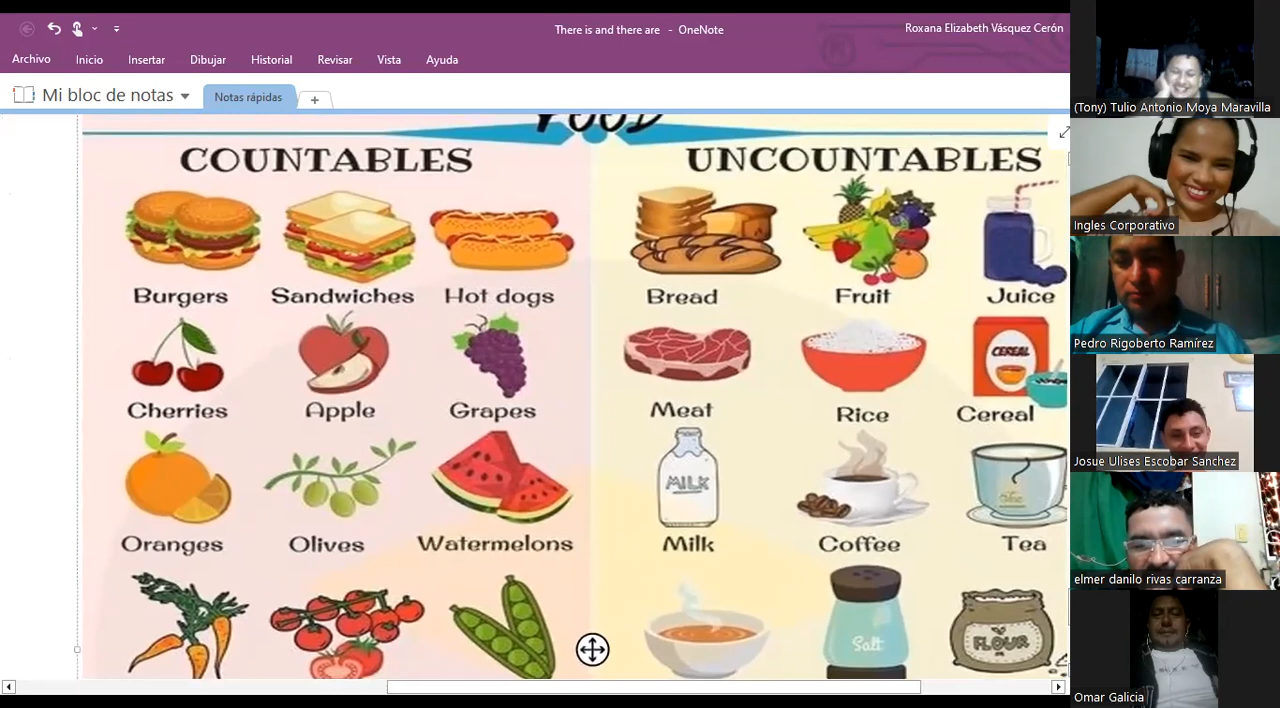 There is and there are - OneNote
Roxana Elizabeth Vásquez Cerón
Archivo Inicio Insertar Dibujar Historial Revisar Vista Ayuda
Mi bloc de notas
Notas rápidas
FOOD
COUNTABLES
UNCOUNTABLES
Burgers Sandwiches Hot dogs
Bread Fruit Juice
CEREAL
Cherries Apple Grapes
Meat Rice Cereal
MILK
Tea
Oranges Olives Watermelons
Milk Coffee Tea
Salt
FLOUR
(Tony) Tulio Antonio Moya Maravilla
Ingles Corporativo
Pedro Rigoberto Ramírez
Josue Ulises Escobar Sanchez
elmer danilo rivas carranza
Omar Galicia